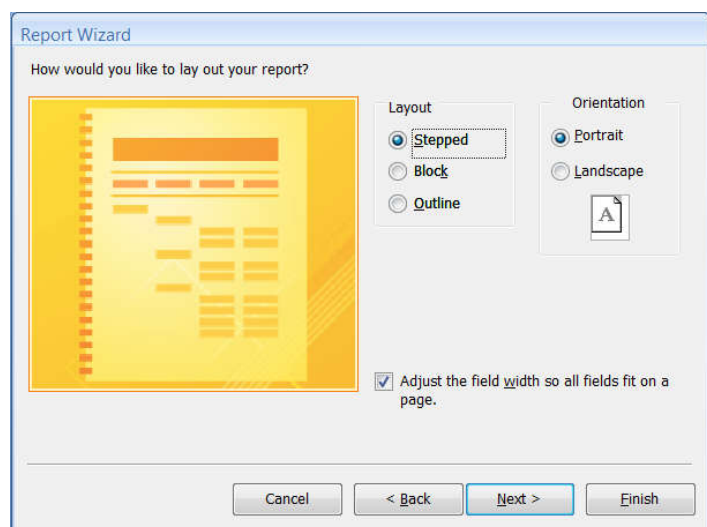 Report Wizard
How would you like to lay out your report?
Layout
Stepped
Block
Outline
Orientation
Portrait
Landscape
A
Adjust the field width so all fields fit on a
page.
Cancel
< Back
Next >
Finish